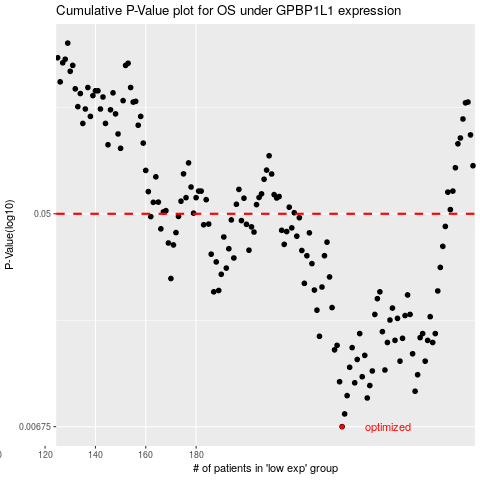 Cumulative P-Value plot for OS under GPBP1L1 expression
P-Value(log10)
0.05
0.00675
optimized
0
120
140
160
180
# of patients in 'low exp' group